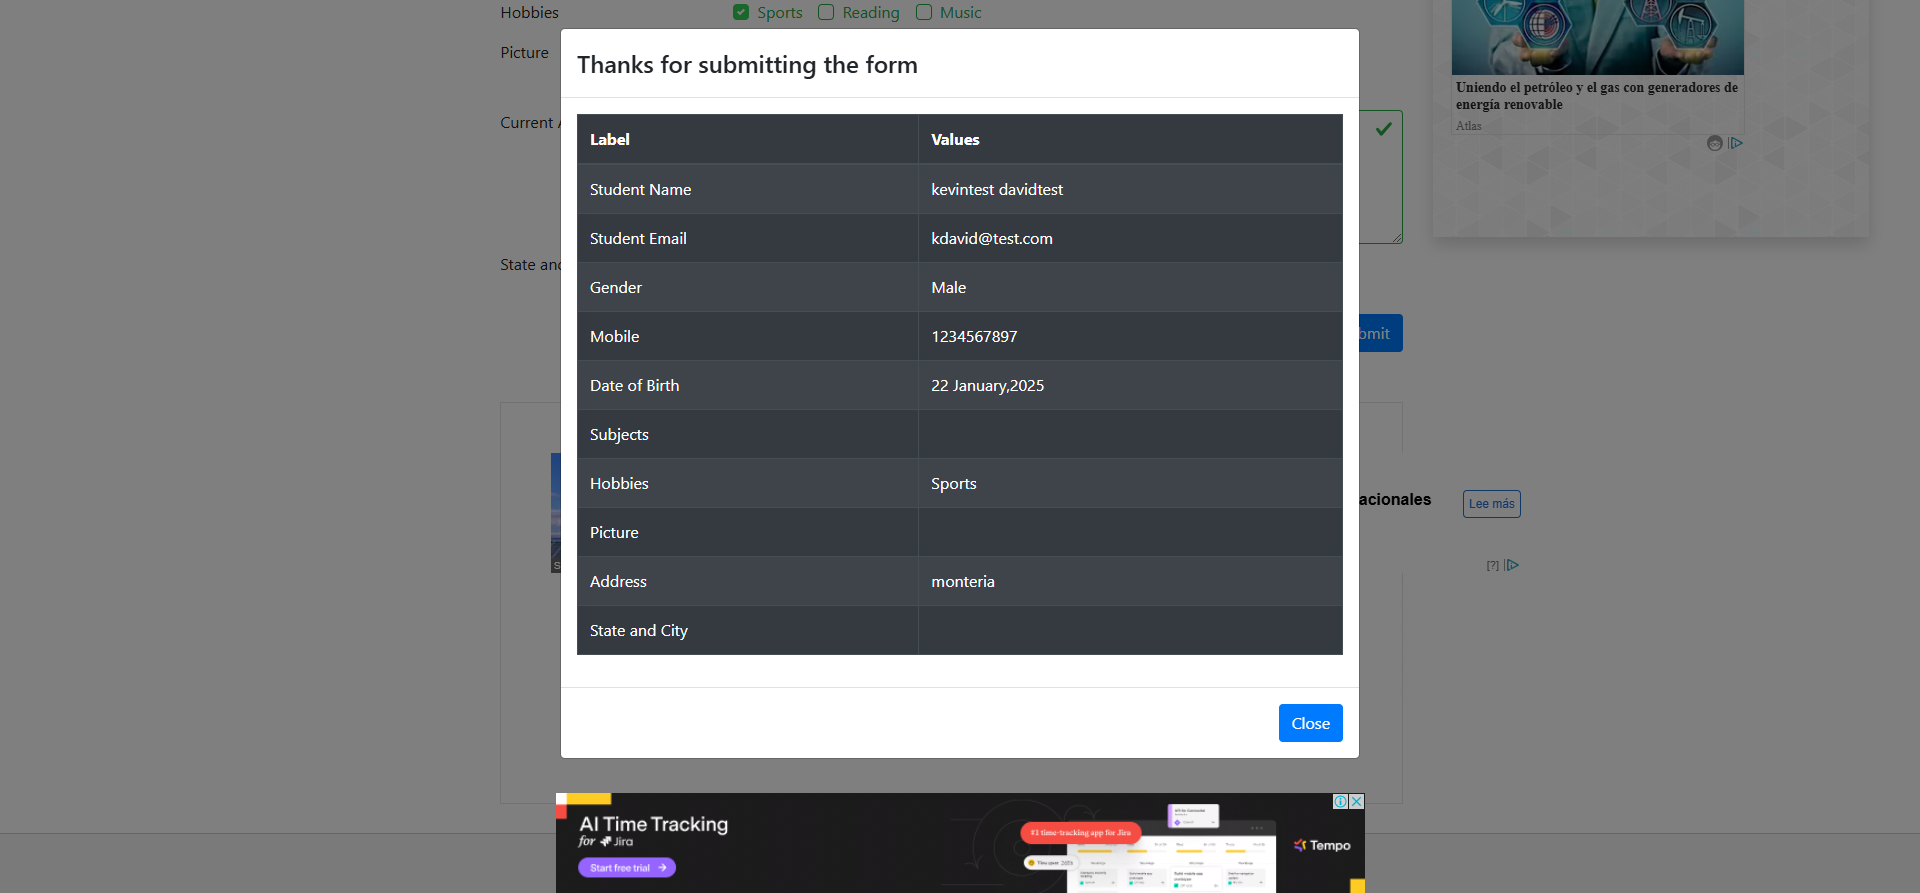 Hobbies
Sports
Reading
Music
Picture
Current
State and
Thanks for submitting the form
Label Values
Student Name kevintest davidtest
Student Email kdavid@test.com
Gender Male
Mobile 1234567897
Date of Birth 22 January,2025
Subjects
Hobbies Sports
Picture
Address monteria
State and City
Close
bmit
Uniendo el petróleo y el gas con generadores de
energía renovable
Atlas
acionales
Lee más
[?]
AI Time Tracking
for Jira
Start free trial
#1 time-tracking app for Jira
Tempo